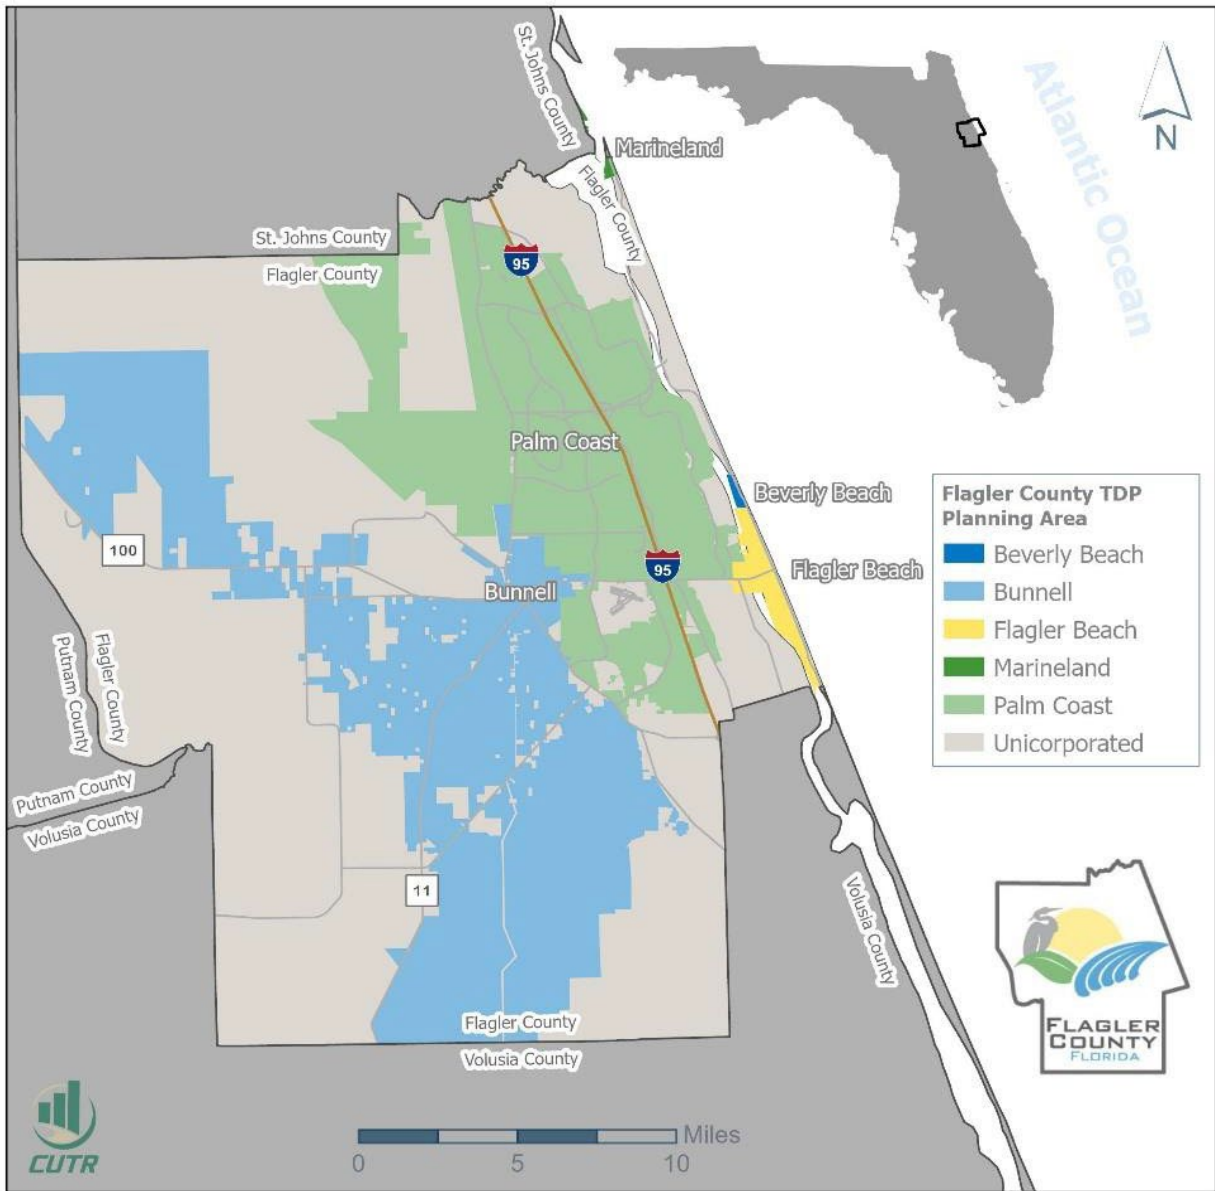 St. Johns County
Flagler County
Marineland
Atlantic Ocean
N
St. Johns County
Flagler County
95
Palm Coast
Beverly Beach
Flagler Beach
100
95
Bunnell
Flagler County
Putnam County
Putnam County
Volusia County
11
Volusia County
Flagler County
Volusia County
Flagler County TDP
Planning Area
Beverly Beach
Bunnell
Flagler Beach
Marineland
Palm Coast
Unicorporated
FLAGLER
COUNTY
FLORIDA
CUTR
Miles
0 5 10